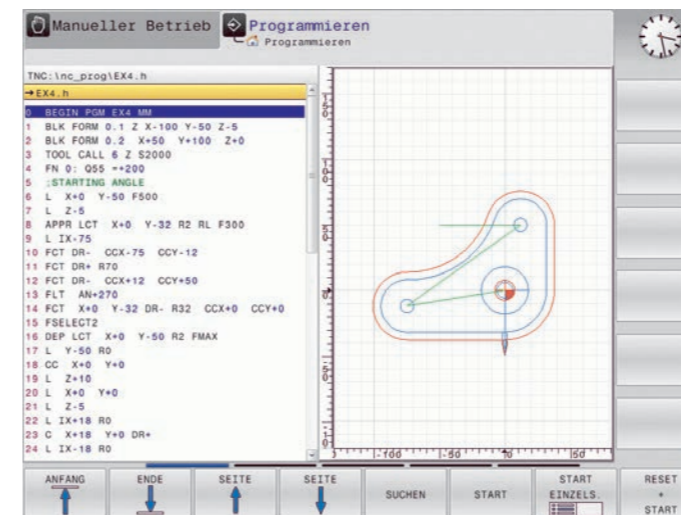 Manueller Betrieb
Programmieren
Programmieren
TNC:\nc_prog\EX4.h
→EX4.h
0 BEGIN PGM EX4 MM
1 BLK FORM 0.1 Z X-100 Y-50 Z-5
2 BLK FORM 0.2 X+50 Y+100 Z+0
3 TOOL CALL 6 Z S2000
4 FN 0: Q55 =+200
5 ;STARTING ANGLE
6 L X+0 Y-50 F500
7 L Z-5
8 APPR LCT X+0 Y-32 R2 RL F300
9 L IX-75
10 FCT DR- CCX-75 CCY-12
11 FCT DR+ R70
12 FCT DR- CCX+12 CCY+50
13 FLT AN+270
14 FCT X+0 Y-32 DR- R32 CCX+0 CCY+0
15 FSELECT2
16 DEP LCT X+0 Y-50 R2 FMAX
17 L Y-50 R0
18 CC X+0 Y+0
19 L Z+10
20 L X+0 Y+0
21 L Z-5
22 L IX+18 R0
23 C X+18 Y+0 DR+
24 L IX-18 R0
150
100
50
0
-50
-100
-50
0
50
ANFANG
ENDE
SEITE
SEITE
SUCHEN
START
START
EINZELS.
RESET
+
START